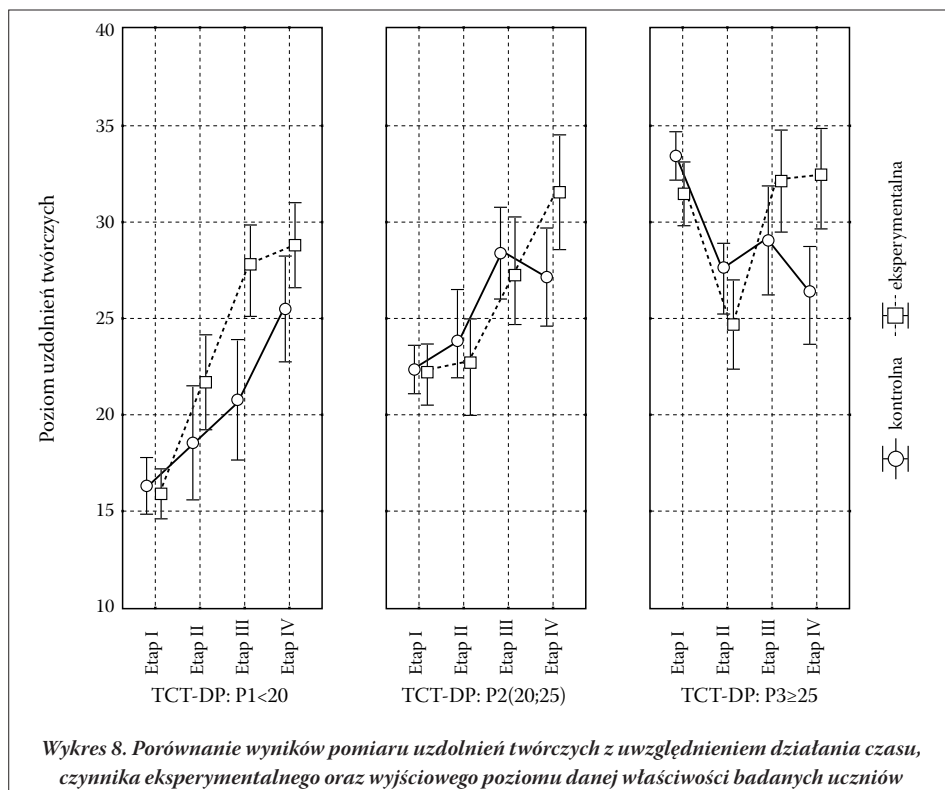 40
35
30
25
20
15
10
Poziom uzdolnień twórczych
Etap I
Etap II
Etap III
Etap IV
TCT-DP: P1<20
Etap I
Etap II
Etap III
Etap IV
TCT-DP: P2(20;25)
Etap I
Etap II
Etap III
Etap IV
TCT-DP: P3≥25
eksperymentalna
kontrolna
Wykres 8. Porównanie wyników pomiaru uzdolnień twórczych z uwzględnieniem działania czasu,
czynnika eksperymentalnego oraz wyjściowego poziomu danej właściwości badanych uczniów